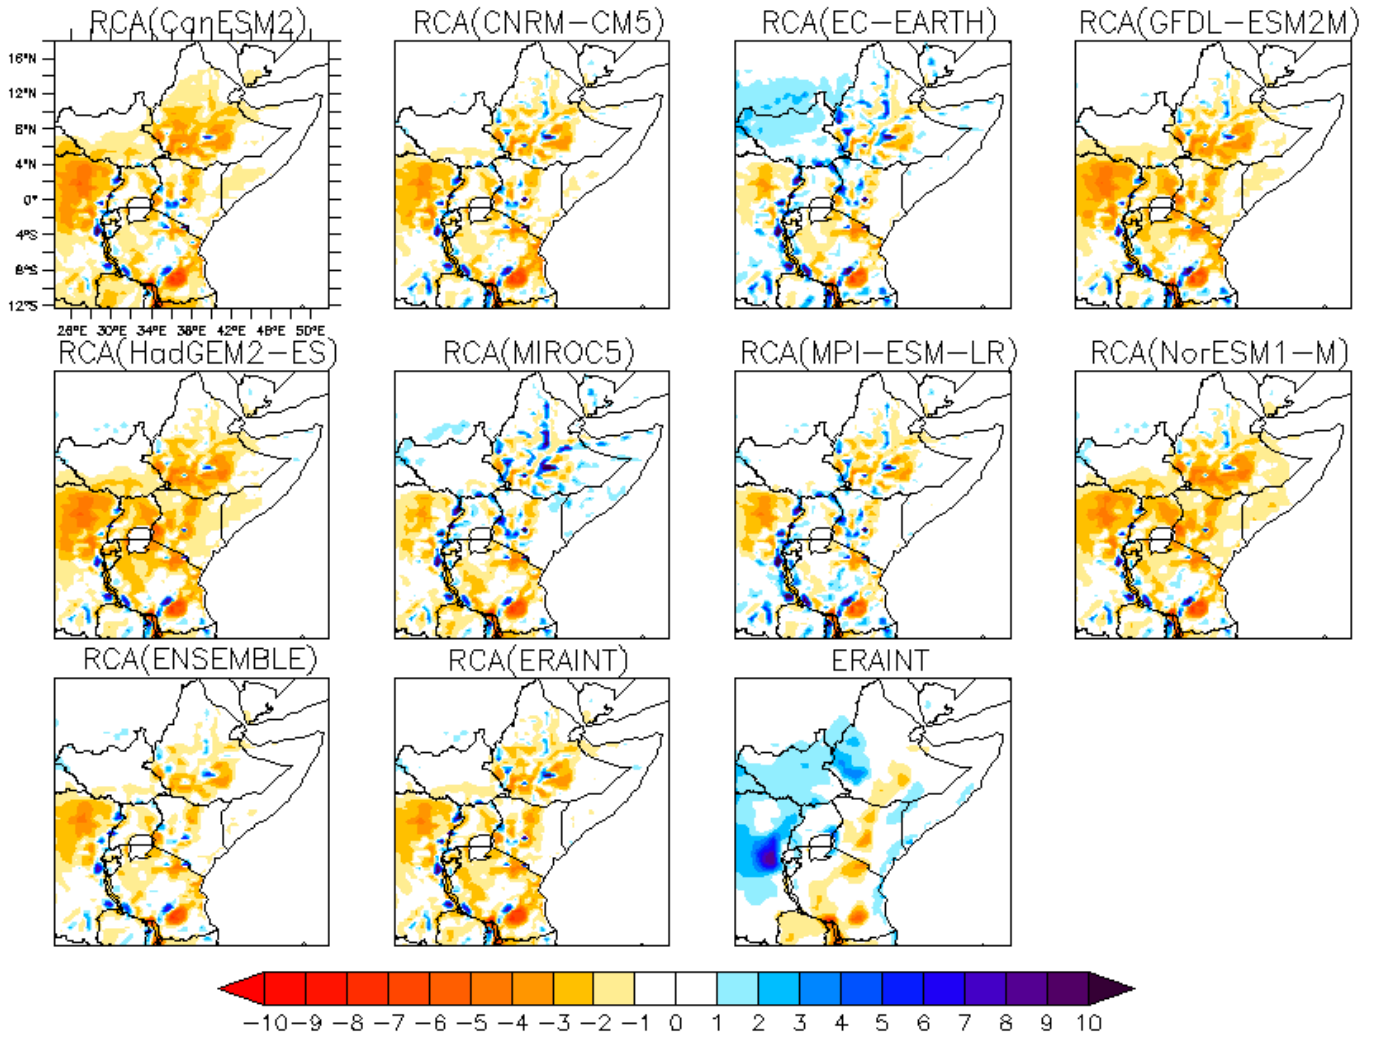 RCA(CanESM2) RCA(CNRM-CM5) RCA(EC-EARTH) RCA(GFDL-ESM2M)
16°N
12°N
8°N
4°N
0°
4°S
8°S
12°S
26°E 30°E 34°E 38°E 42°E 46°E 50°E
RCA(HadGEM2-ES) RCA(MIROC5) RCA(MPI-ESM-LR) RCA(NorESM1-M)
RCA(ENSEMBLE) RCA(ERAINT) ERAINT
-10 -9 -8 -7 -6 -5 -4 -3 -2 -1 0 1 2 3 4 5 6 7 8 9 10